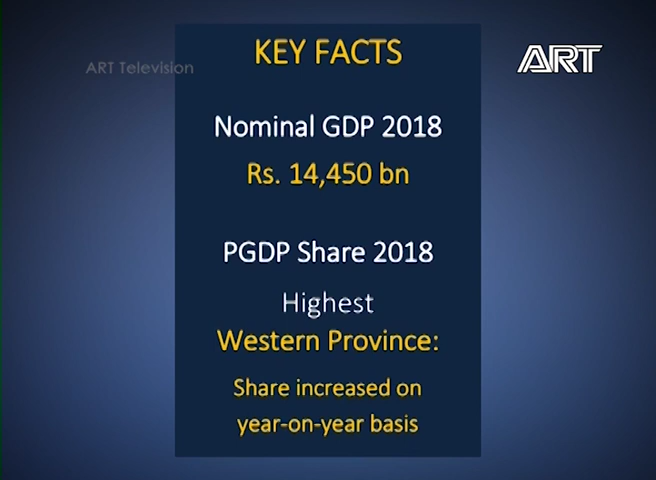 KEY FACTS
ART Television
ART
Nominal GDP 2018
Rs. 14,450 bn
PGDP Share 2018
Highest
Western Province:
Share increased on
year-on-year basis